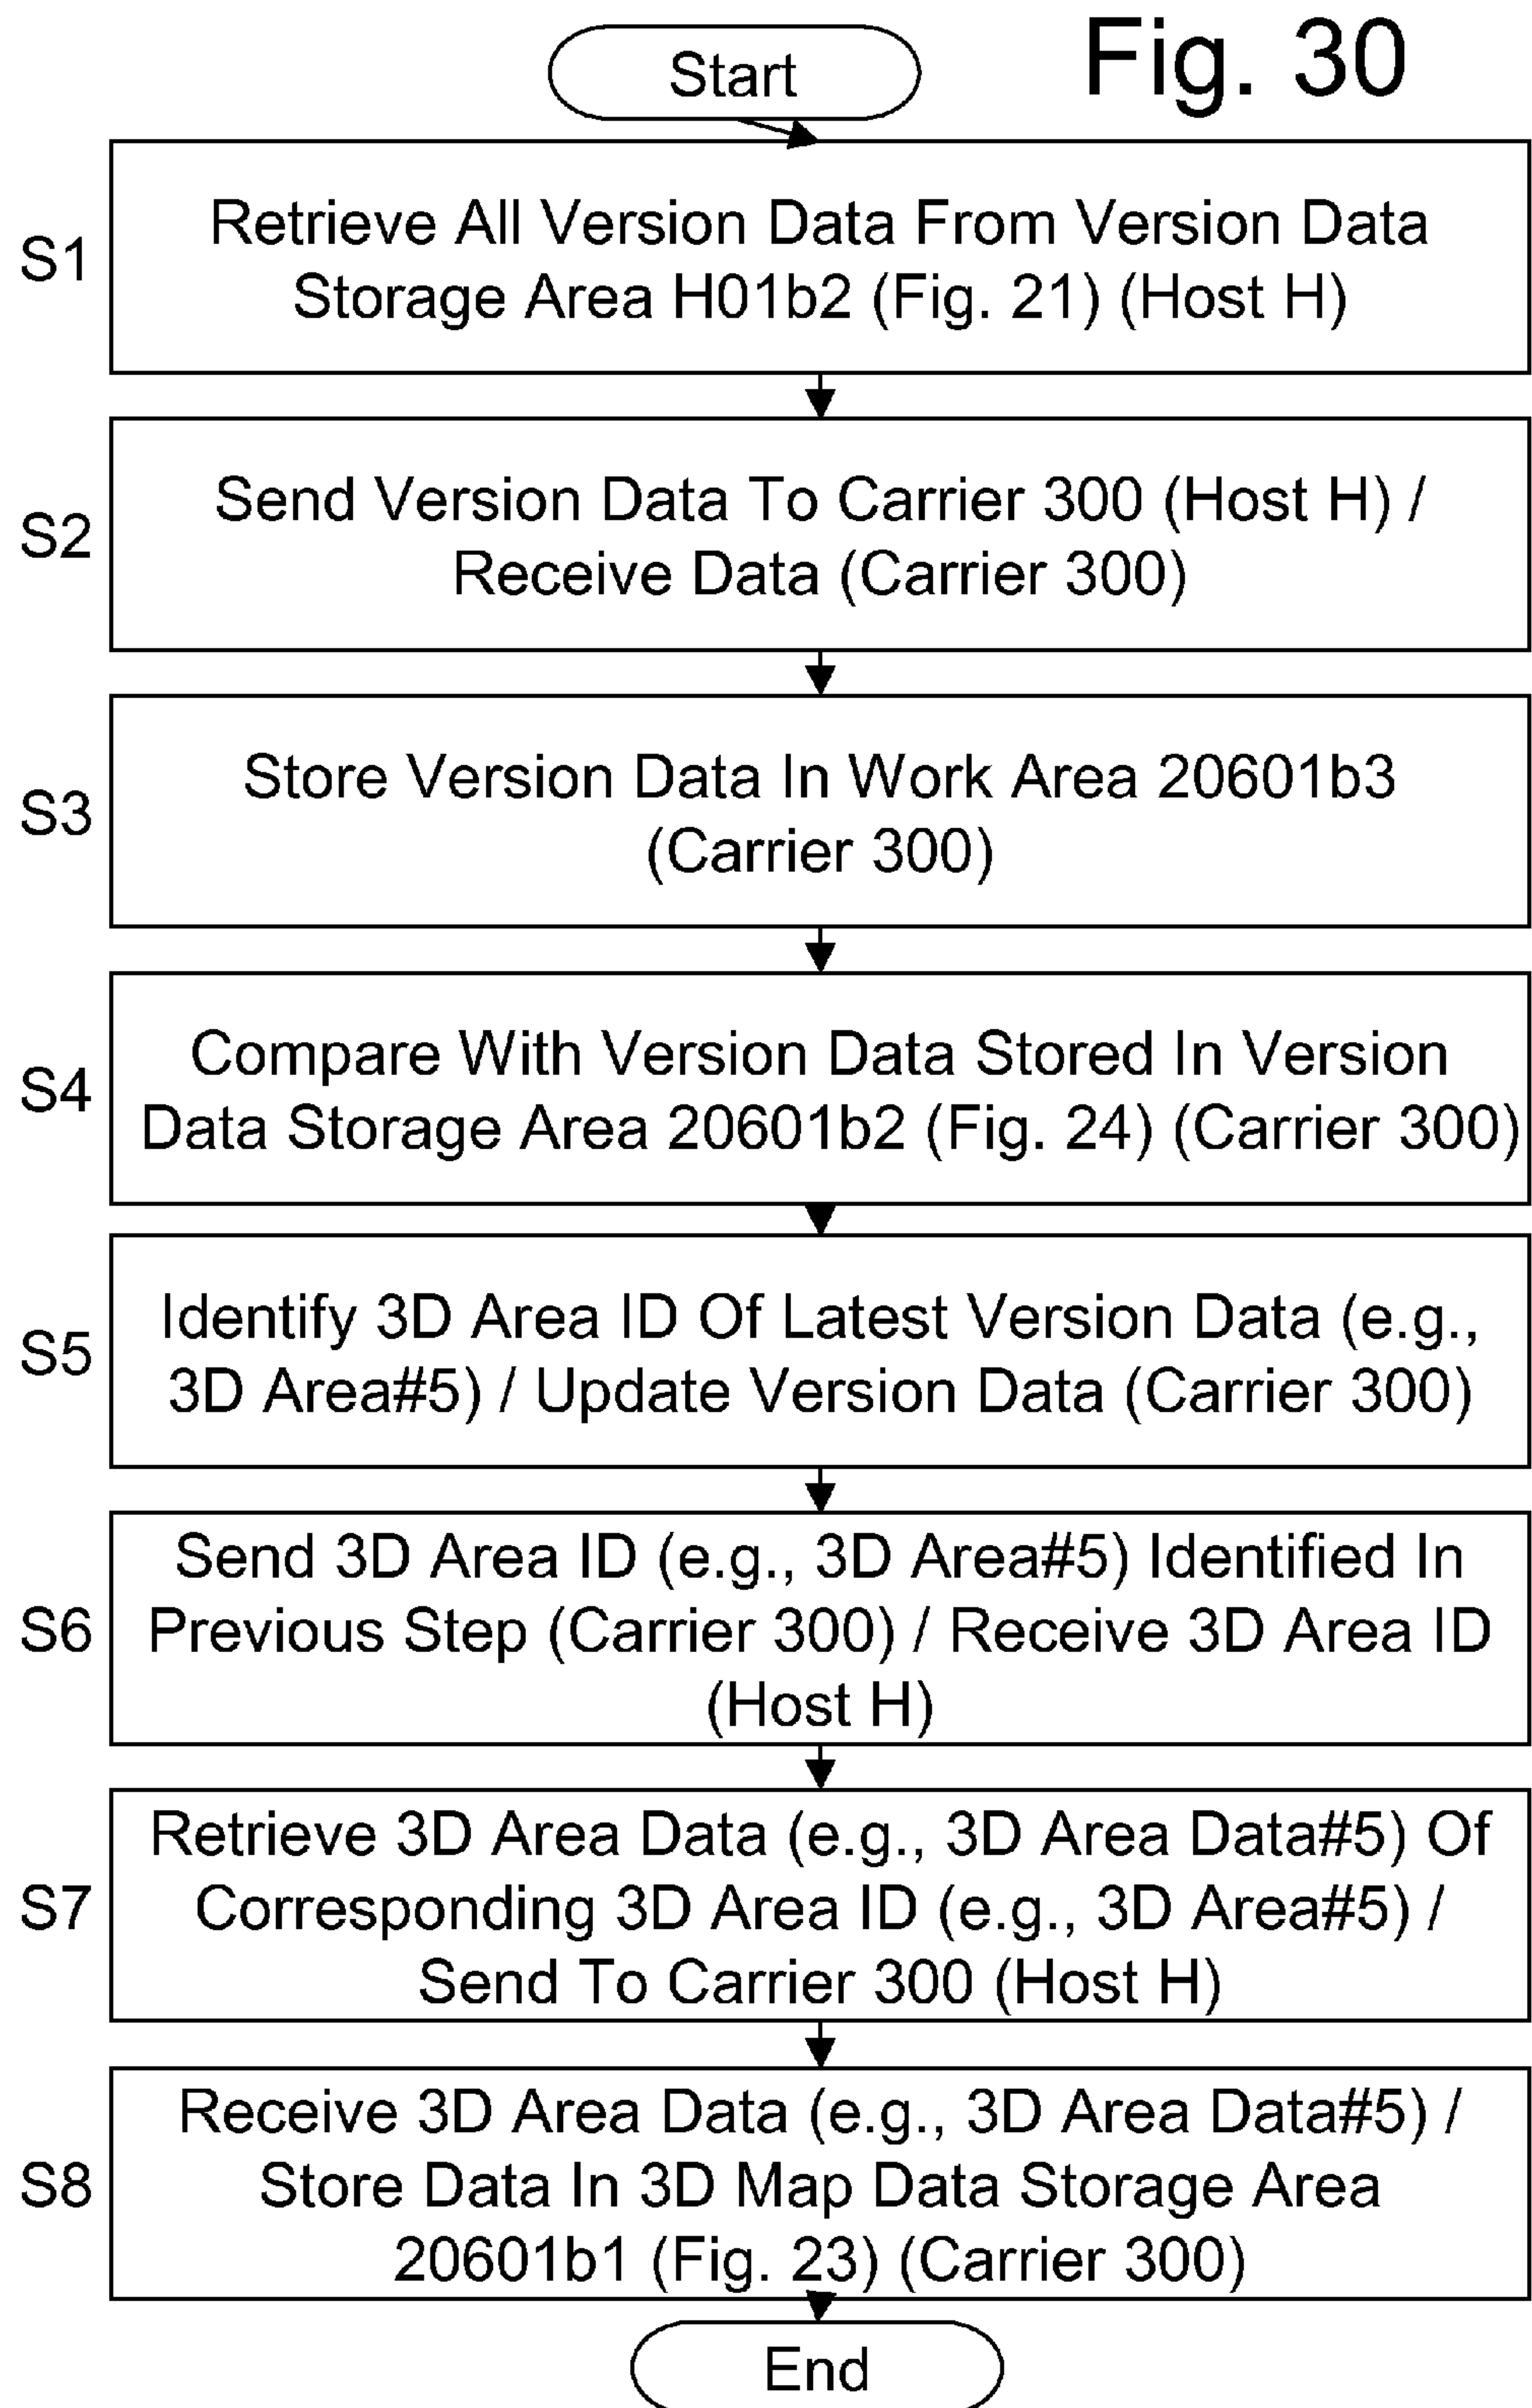 Fig. 30
Start
S1
Retrieve All Version Data From Version Data
Storage Area H01b2 (Fig. 21) (Host H)
S2
Send Version Data To Carrier 300 (Host H) /
Receive Data (Carrier 300)
S3
Store Version Data In Work Area 20601b3
(Carrier 300)
S4
Compare With Version Data Stored In Version
Data Storage Area 20601b2 (Fig. 24) (Carrier 300)
S5
Identify 3D Area ID Of Latest Version Data (e.g.,
3D Area#5) / Update Version Data (Carrier 300)
S6
Send 3D Area ID (e.g., 3D Area#5) Identified In
Previous Step (Carrier 300) / Receive 3D Area ID
(Host H)
S7
Retrieve 3D Area Data (e.g., 3D Area Data#5) Of
Corresponding 3D Area ID (e.g., 3D Area#5) /
Send To Carrier 300 (Host H)
S8
Receive 3D Area Data (e.g., 3D Area Data#5) /
Store Data In 3D Map Data Storage Area
20601b1 (Fig. 23) (Carrier 300)
End